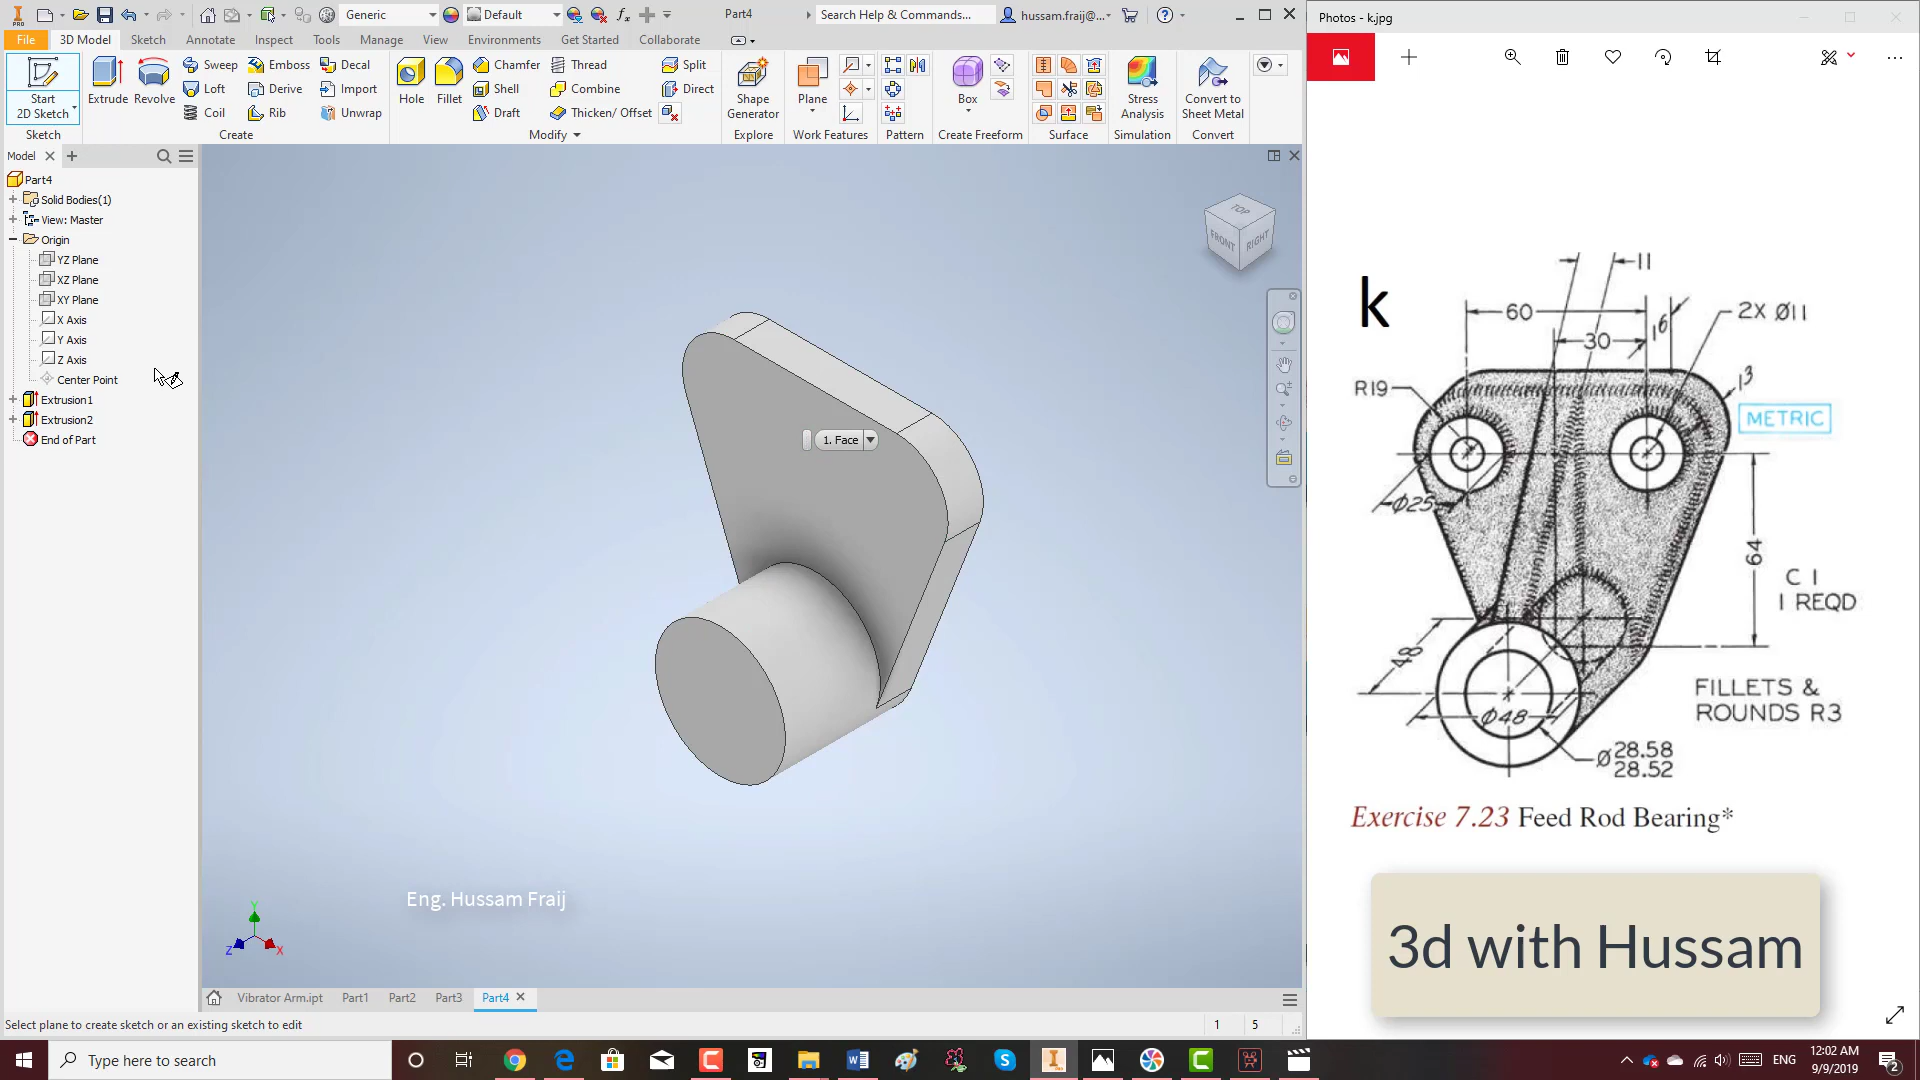 Generic
Default
Part4
Search Help & Commands...
hussam.fraij@...
File
3D Model
Sketch
Annotate
Inspect
Tools
Manage
View
Environments
Get Started
Collaborate
Start
2D Sketch
Sketch
Extrude
Revolve
Sweep
Loft
Coil
Emboss
Derive
Rib
Decal
Import
Unwrap
Create
Hole
Fillet
Chamfer
Shell
Draft
Thread
Combine
Thicken/ Offset
Split
Direct
Modify
Shape
Generator
Explore
Plane
Work Features
Pattern
Box
Create Freeform
Surface
Stress
Analysis
Simulation
Convert to
Sheet Metal
Convert
Model
Part4
Solid Bodies(1)
View: Master
Origin
YZ Plane
XZ Plane
XY Plane
X Axis
Y Axis
Z Axis
Center Point
Extrusion1
Extrusion2
End of Part
TOP
FRONT
RIGHT
1. Face
Eng. Hussam Fraij
Y
Z
X
Vibrator Arm.ipt
Part1
Part2
Part3
Part4
Select plane to create sketch or an existing sketch to edit
1
5
Photos - k.jpg
k
11
60
2X Ø11
16
30
R19
13
METRIC
Ø25
64
C I
I REQD
48
FILLETS &
ROUNDS R3
Ø48
Ø28.58
28.52
Exercise 7.23 Feed Rod Bearing*
3d with Hussam
Type here to search
ENG
12:02 AM
9/9/2019
2